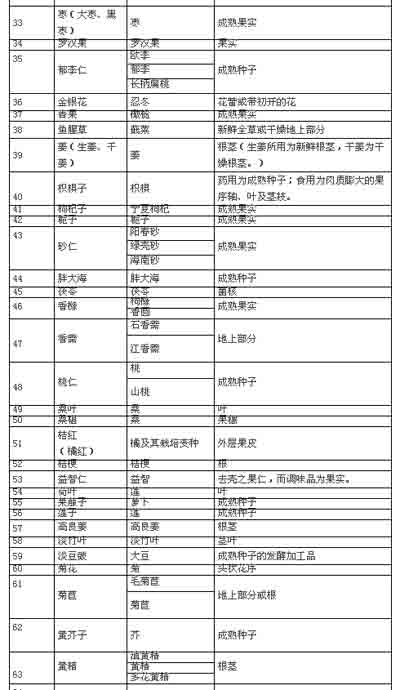 33 枣（大枣、黑枣） 枣 成熟果实
34 罗汉果 罗汉果 果实
35 郁李仁 欧李 成熟种子
郁李
长柄扁桃
36 金银花 忍冬 花蕾或带初开的花
37 青果 橄榄 成熟果实
38 鱼腥草 蕺菜 新鲜全草或干燥地上部分
39 姜（生姜、干姜） 姜 根茎（生姜所用为新鲜根茎，干姜为干燥根茎。）
40 枳椇子 枳椇 药用为成熟种子；食用为肉质膨大的果序轴、叶及茎枝。
41 枸杞子 宁夏枸杞 成熟果实
42 栀子 栀子 成熟果实
43 砂仁 阳春砂 成熟果实
绿壳砂
海南砂
44 胖大海 胖大海 成熟种子
45 茯苓 茯苓 菌核
46 香橼 枸橼 成熟果实
香圆
47 香薷 石香薷 地上部分
江香薷
48 桃仁 桃 成熟种子
山桃
49 桑叶 桑 叶
50 桑椹 桑 果穗
51 桔红（橘红） 橘及其栽培变种 外层果皮
52 桔梗 桔梗 根
53 益智仁 益智 去壳之果仁，而调味品为果实。
54 荷叶 莲 叶
55 莱菔子 萝卜 成熟种子
56 莲子 莲 成熟种子
57 高良姜 高良姜 根茎
58 淡竹叶 淡竹叶 茎叶
59 淡豆豉 大豆 成熟种子的发酵加工品
60 菊花 菊 头状花序
61 菊苣 毛菊苣 地上部分或根
菊苣
62 黄芥子 芥 成熟种子
63 黄精 滇黄精 根茎
黄精
多花黄精